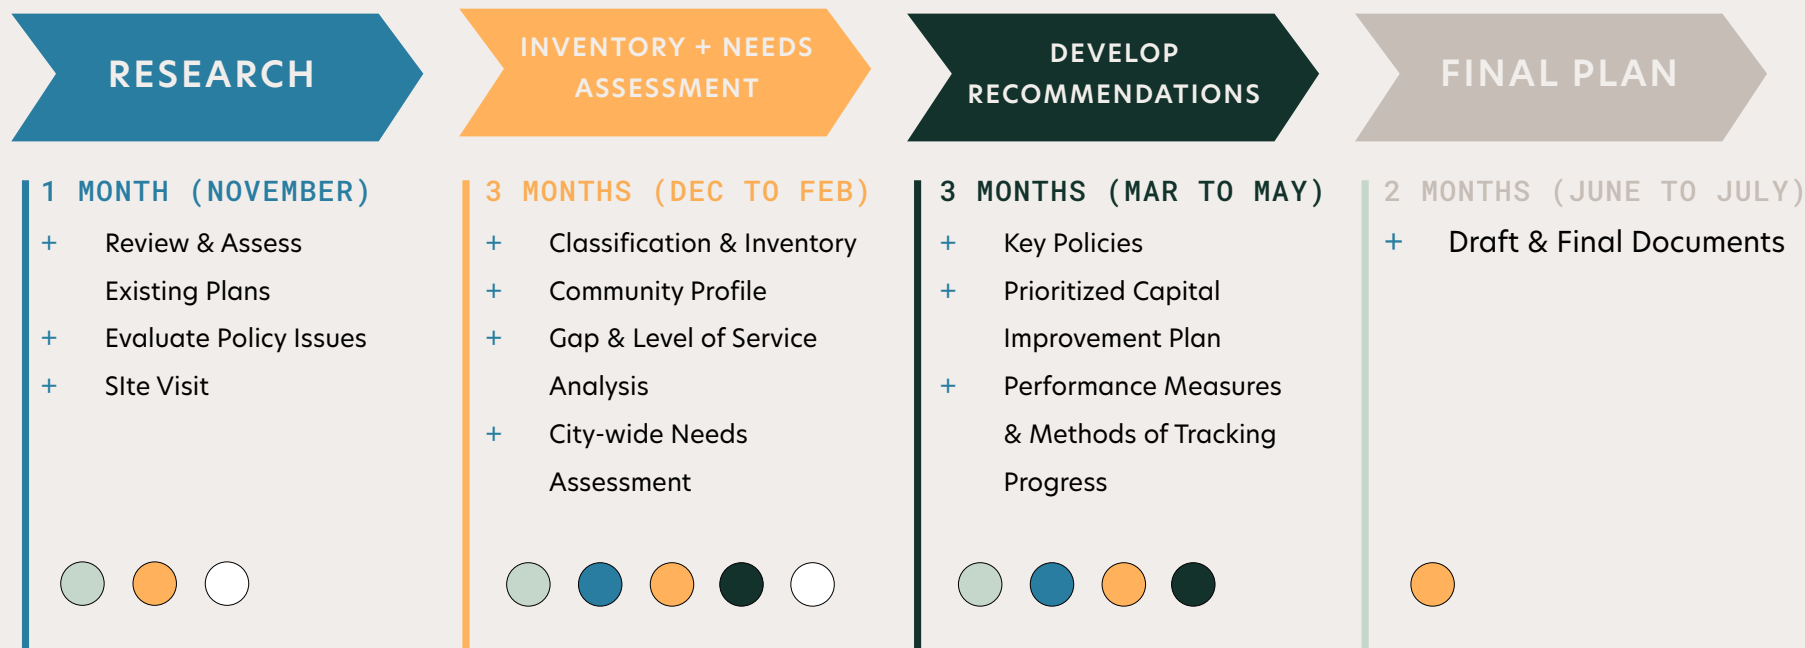 RESEARCH
1 MONTH (NOVEMBER)
+ Review & Assess
Existing Plans
+ Evaluate Policy Issues
+ SIte Visit
INVENTORY + NEEDS
ASSESSMENT
3 MONTHS (DEC TO FEB)
+ Classification & Inventory
+ Community Profile
+ Gap & Level of Service
Analysis
+ City-wide Needs
Assessment
DEVELOP
RECOMMENDATIONS
3 MONTHS (MAR TO MAY)
+ Key Policies
+ Prioritized Capital
Improvement Plan
+ Performance Measures
& Methods of Tracking
Progress
FINAL PLAN
2 MONTHS (JUNE TO JULY)
+ Draft & Final Documents